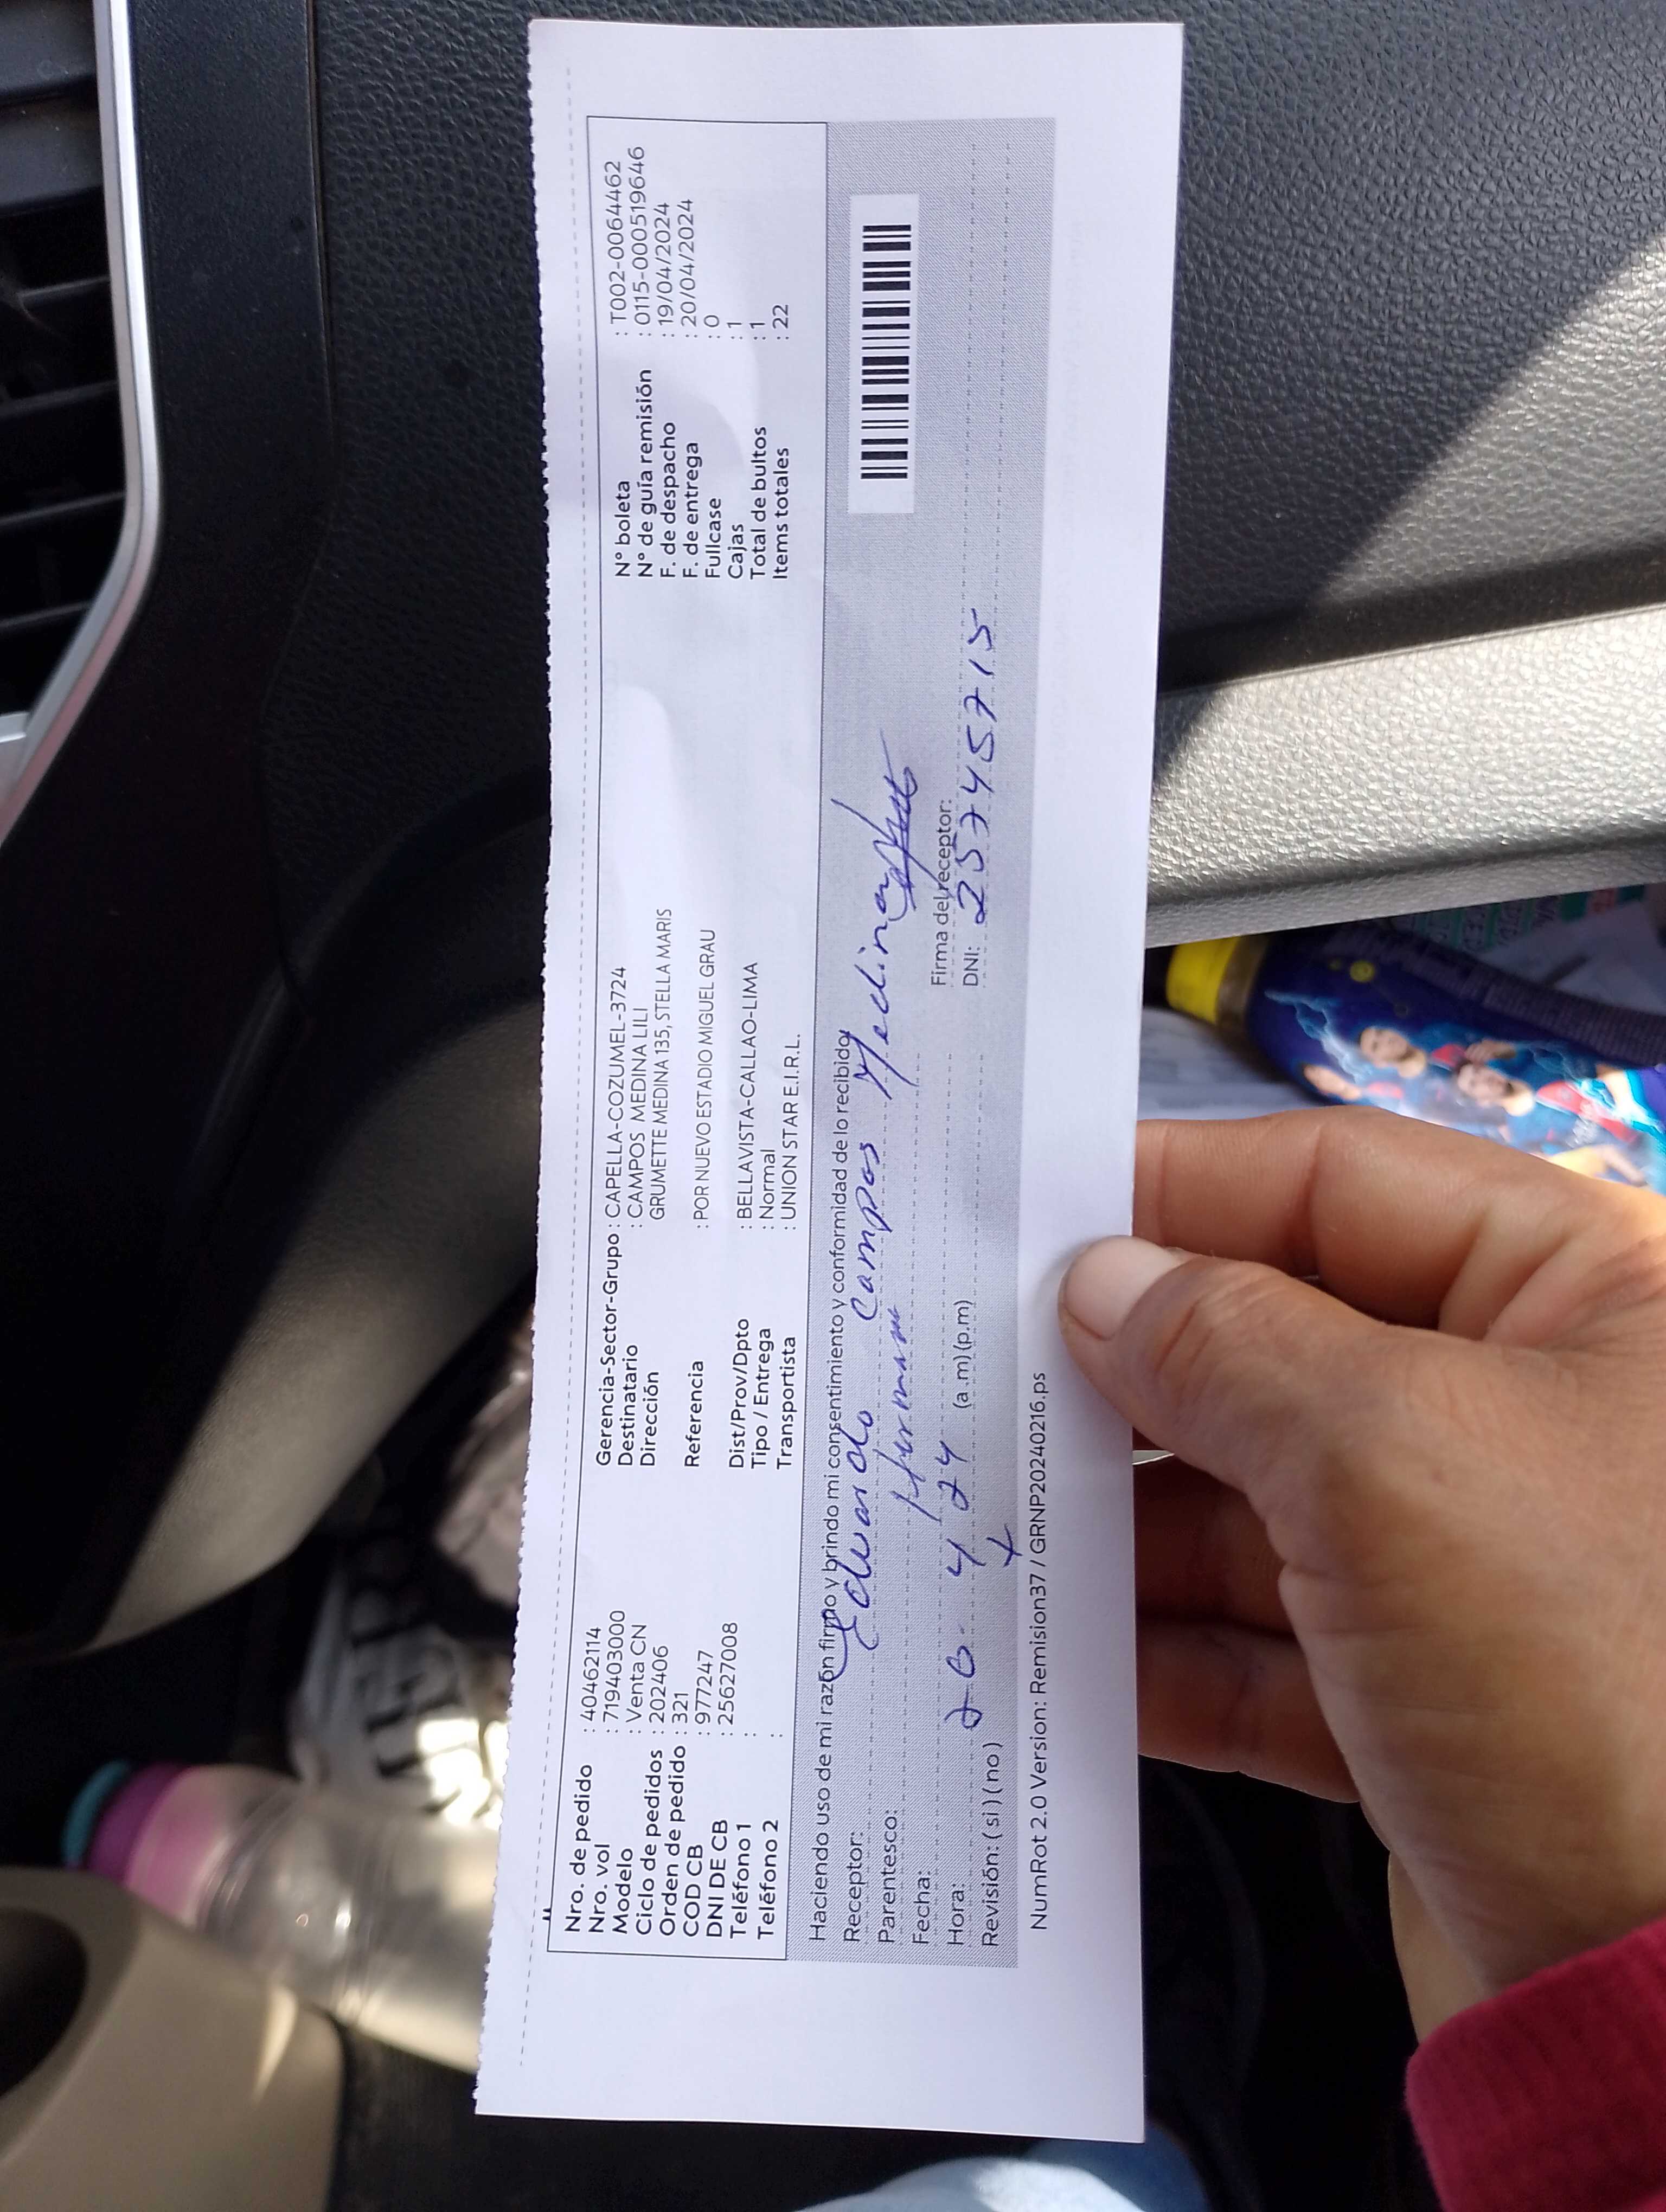 Nro. de pedido : 40462114
Nro. vol : 719403000
Modelo : Venta CN
Ciclo de pedidos : 202406
Orden de pedido : 321
COD CB : 977247
DNI DE CB : 25627008
Teléfono 1 :
Teléfono 2 :
Gerencia-Sector-Grupo : CAPELLA-COZUMEL-3724
Destinatario : CAMPOS MEDINA LILI
Dirección GRUMETTE MEDINA 135, STELLA MARIS
Referencia : POR NUEVO ESTADIO MIGUEL GRAU
Dist/Prov/Dpto : BELLAVISTA-CALLAO-LIMA
Tipo / Entrega : Normal
Transportista : UNION STAR E.I.R.L.
N° boleta : T002-0064462
N° de guía remisión : 0115-000519646
F. de despacho : 19/04/2024
F. de entrega : 20/04/2024
Fullcase : 0
Cajas : 1
Total de bultos : 1
Items totales : 22
Haciendo uso de mi razón firmo y brindo mi consentimiento y conformidad de lo recibido
Receptor: Eduardo Campos Medina
Parentesco: hermano
Fecha: 20 4 24
Hora: (a.m)(p.m)
Revisión: (si)(no)
Firma del receptor:
DNI: 25745715
NumRot 2.0 Version: Remision37 / GRNP20240216.ps